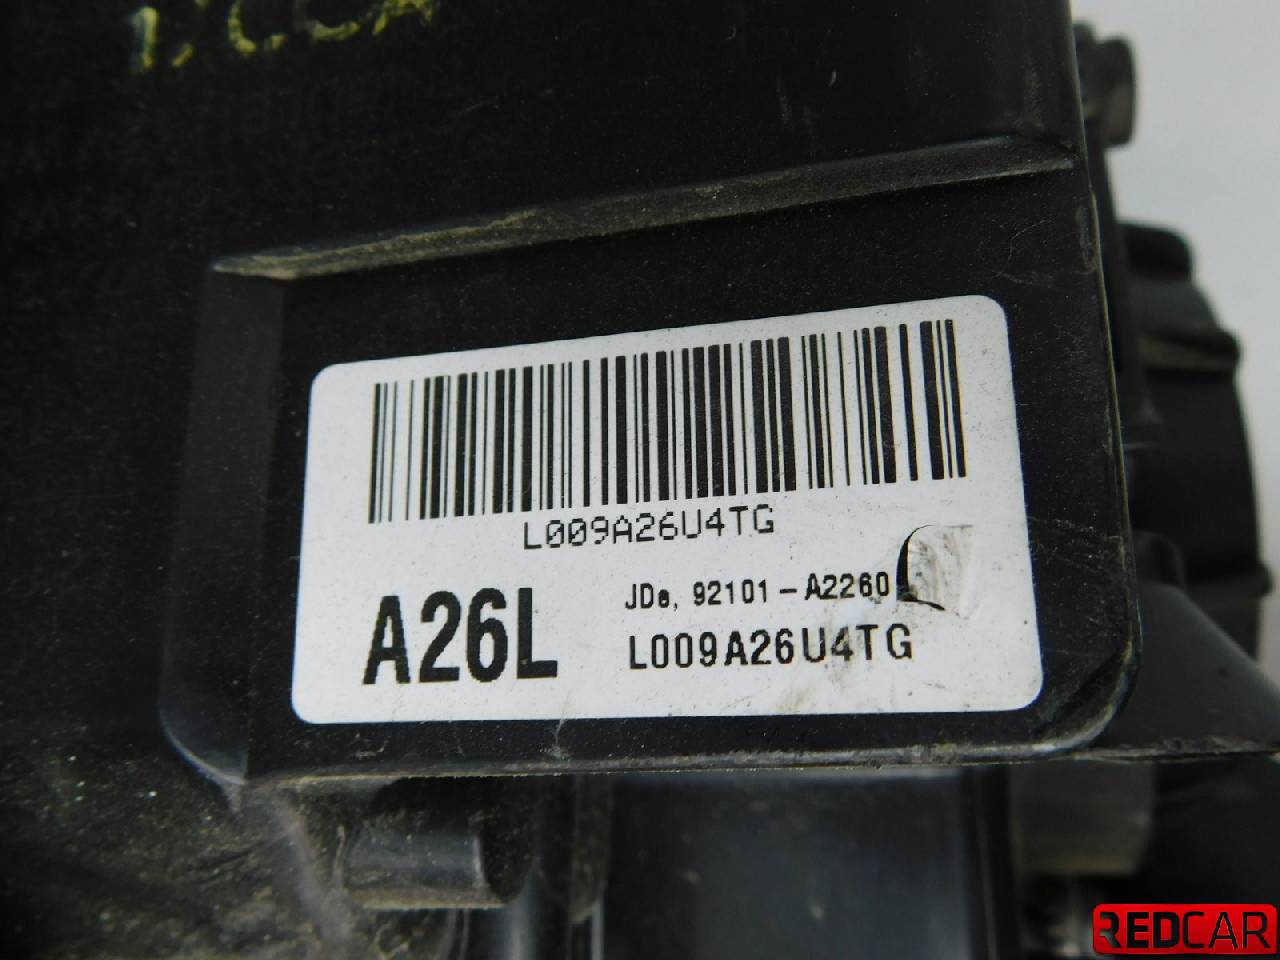 L009A26U4TG
A26L
JDe, 92101-A2260
L009A26U4TG
REDCAR